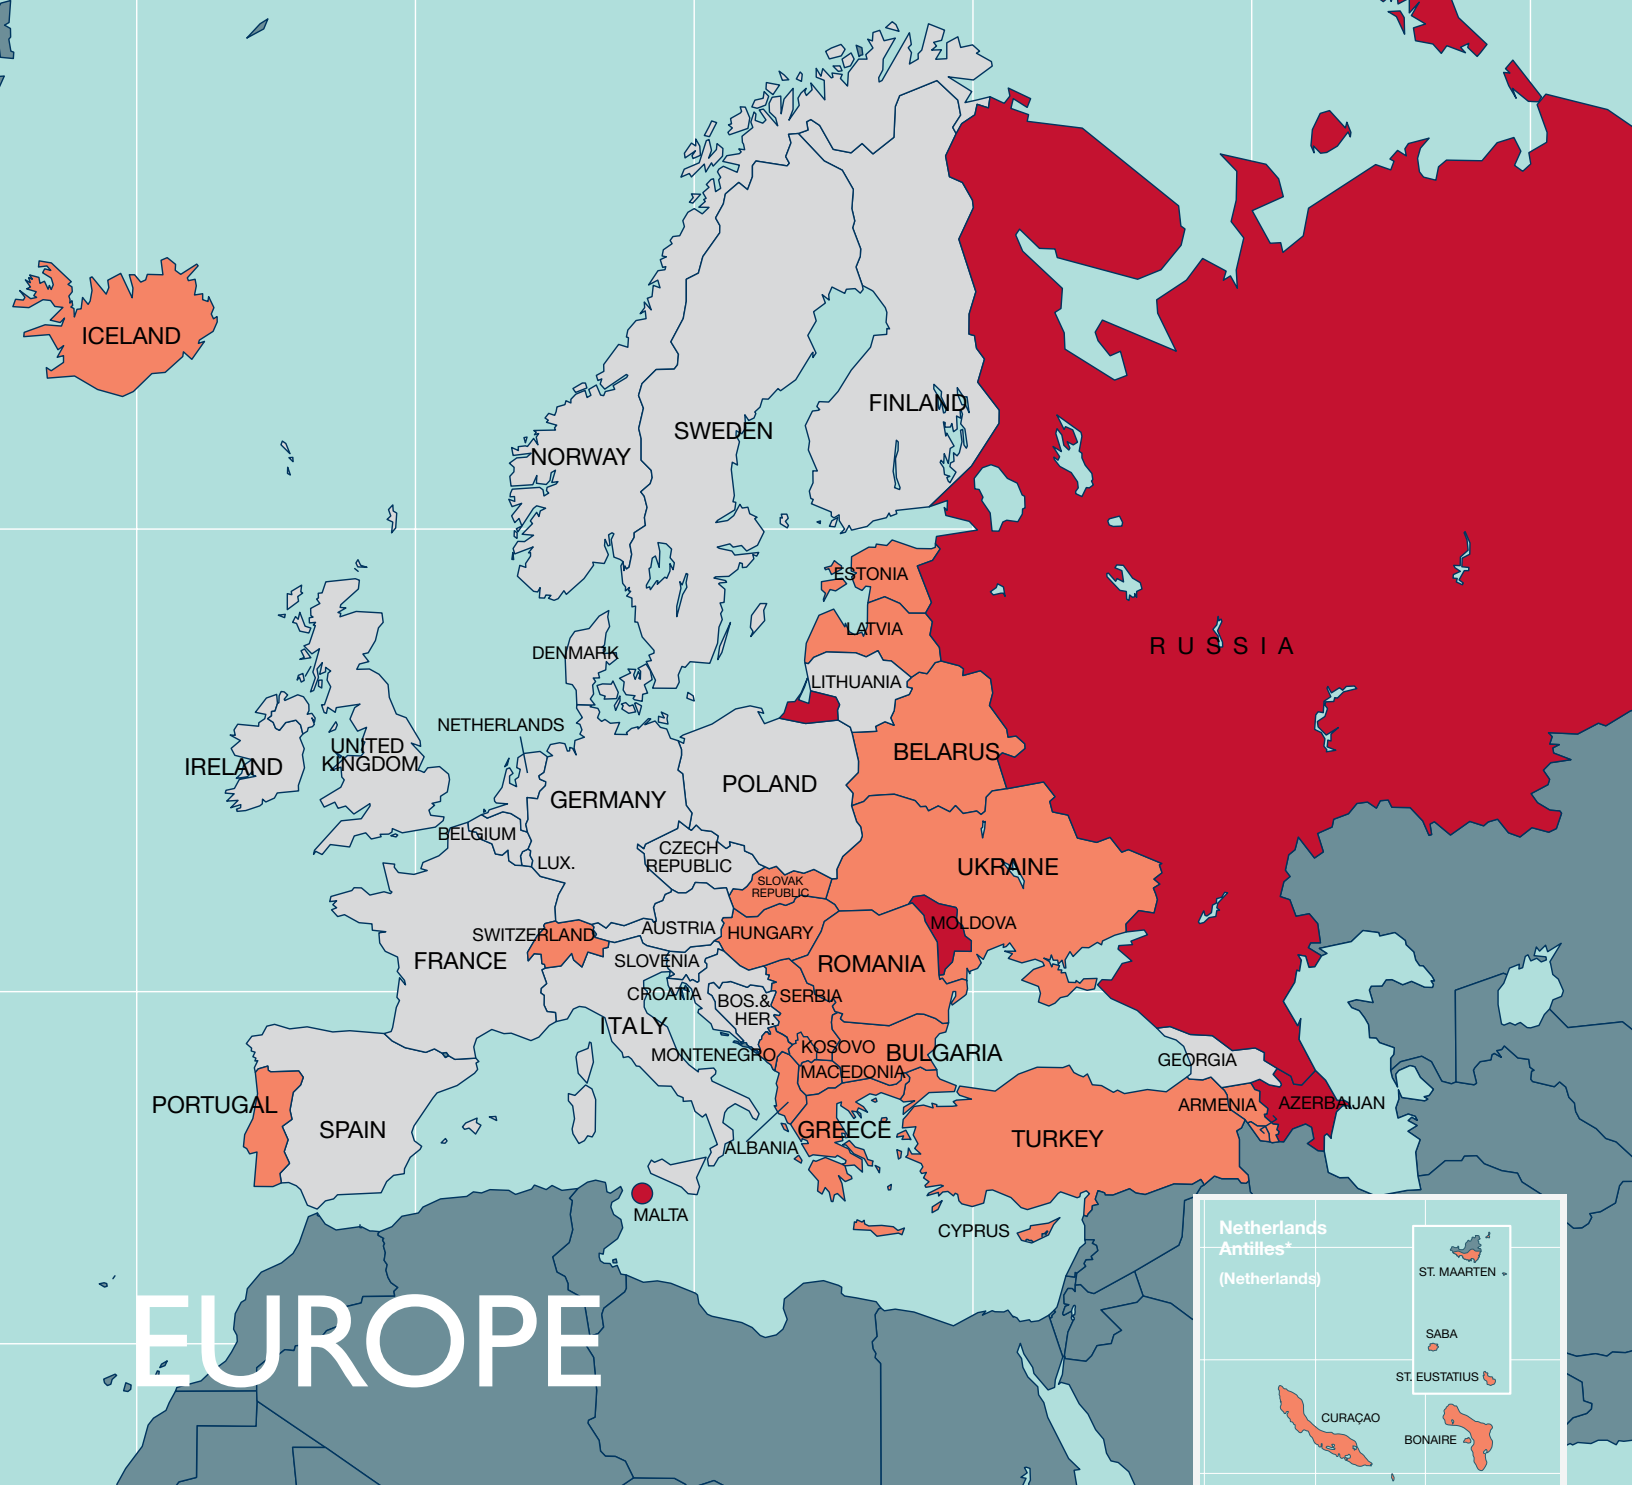 ICELAND
NORWAY
SWEDEN
FINLAND
ESTONIA
LATVIA
LITHUANIA
RUSSIA
DENMARK
NETHERLANDS
IRELAND
UNITED
KINGDOM
BELARUS
POLAND
GERMANY
BELGIUM
LUX.
CZECH
REPUBLIC
SLOVAK
REPUBLIC
UKRAINE
MOLDOVA
SWITZERLAND
AUSTRIA
HUNGARY
FRANCE
SLOVENIA
ROMANIA
CROATIA
BOS.&
HER.
SERBIA
ITALY
MONTENEGRO
KOSOVO
BULGARIA
MACEDONIA
GEORGIA
PORTUGAL
SPAIN
ARMENIA
AZERBAIJAN
ALBANIA
GREECE
TURKEY
MALTA
CYPRUS
EUROPE
Netherlands
Antilles*
(Netherlands)
ST. MAARTEN
SABA
ST. EUSTATIUS
CURAÇAO
BONAIRE